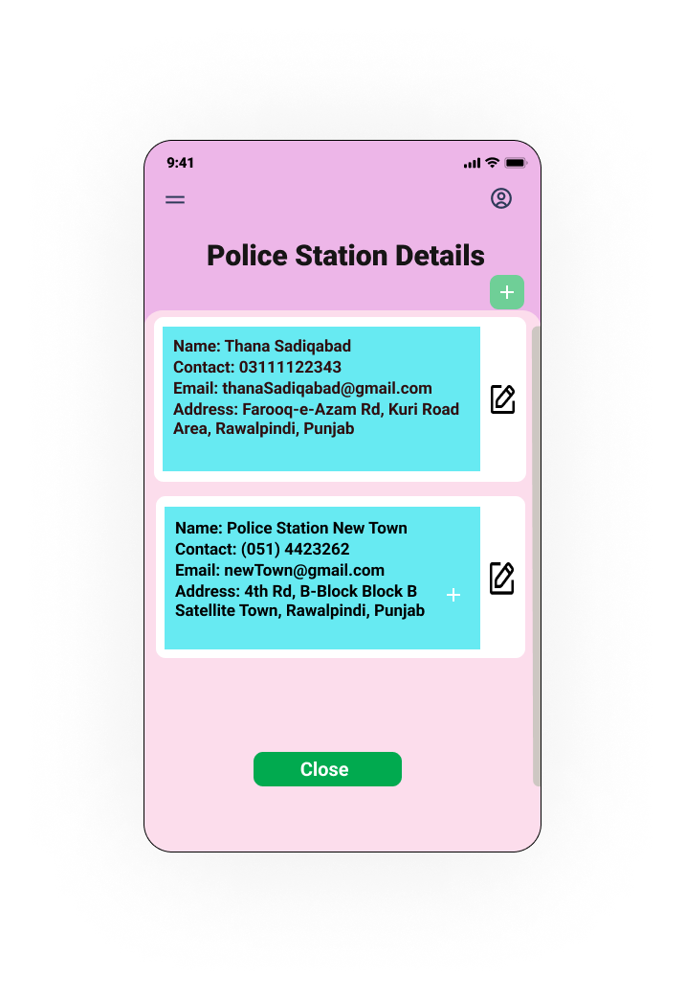 9:41
Police Station Details
Name: Thana Sadiqabad
Contact: 03111122343
Email: thanaSadiqabad@gmail.com
Address: Farooq-e-Azam Rd, Kuri Road
Area, Rawalpindi, Punjab
Name: Police Station New Town
Contact: (051) 4423262
Email: newTown@gmail.com
Address: 4th Rd, B-Block Block B
Satellite Town, Rawalpindi, Punjab
Close